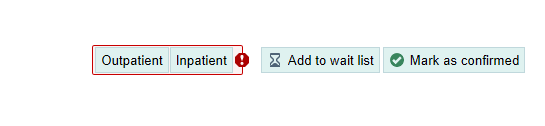 Outpatient Inpatient Add to wait list Mark as confirmed